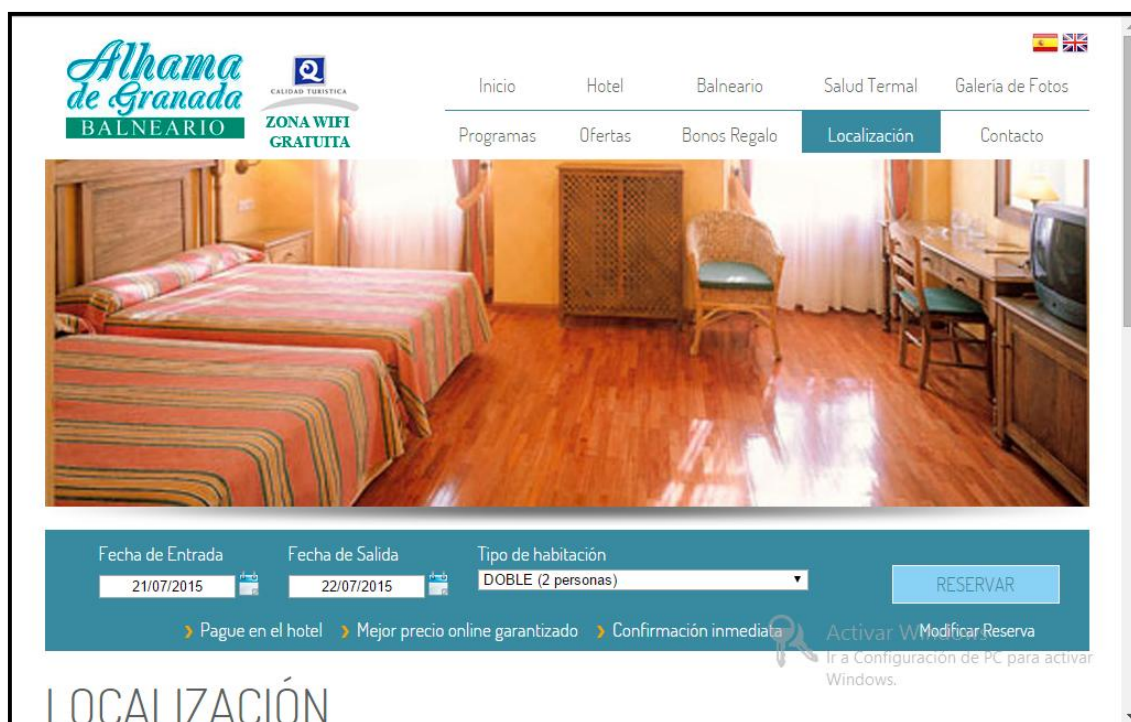 Alhama
de Granada
BALNEARIO
CALIDAD TURISTICA
ZONA WIFI
GRATUITA
Inicio Hotel Balneario Salud Termal Galería de Fotos
Programas Ofertas Bonos Regalo Localización Contacto
Fecha de Entrada Fecha de Salida Tipo de habitación
21/07/2015 22/07/2015 DOBLE (2 personas) RESERVAR
Pague en el hotel Mejor precio online garantizado Confirmación inmediata Modificar Reserva
Activar Windows
Ir a Configuración de PC para activar
Windows.
LOCALIZACIÓN